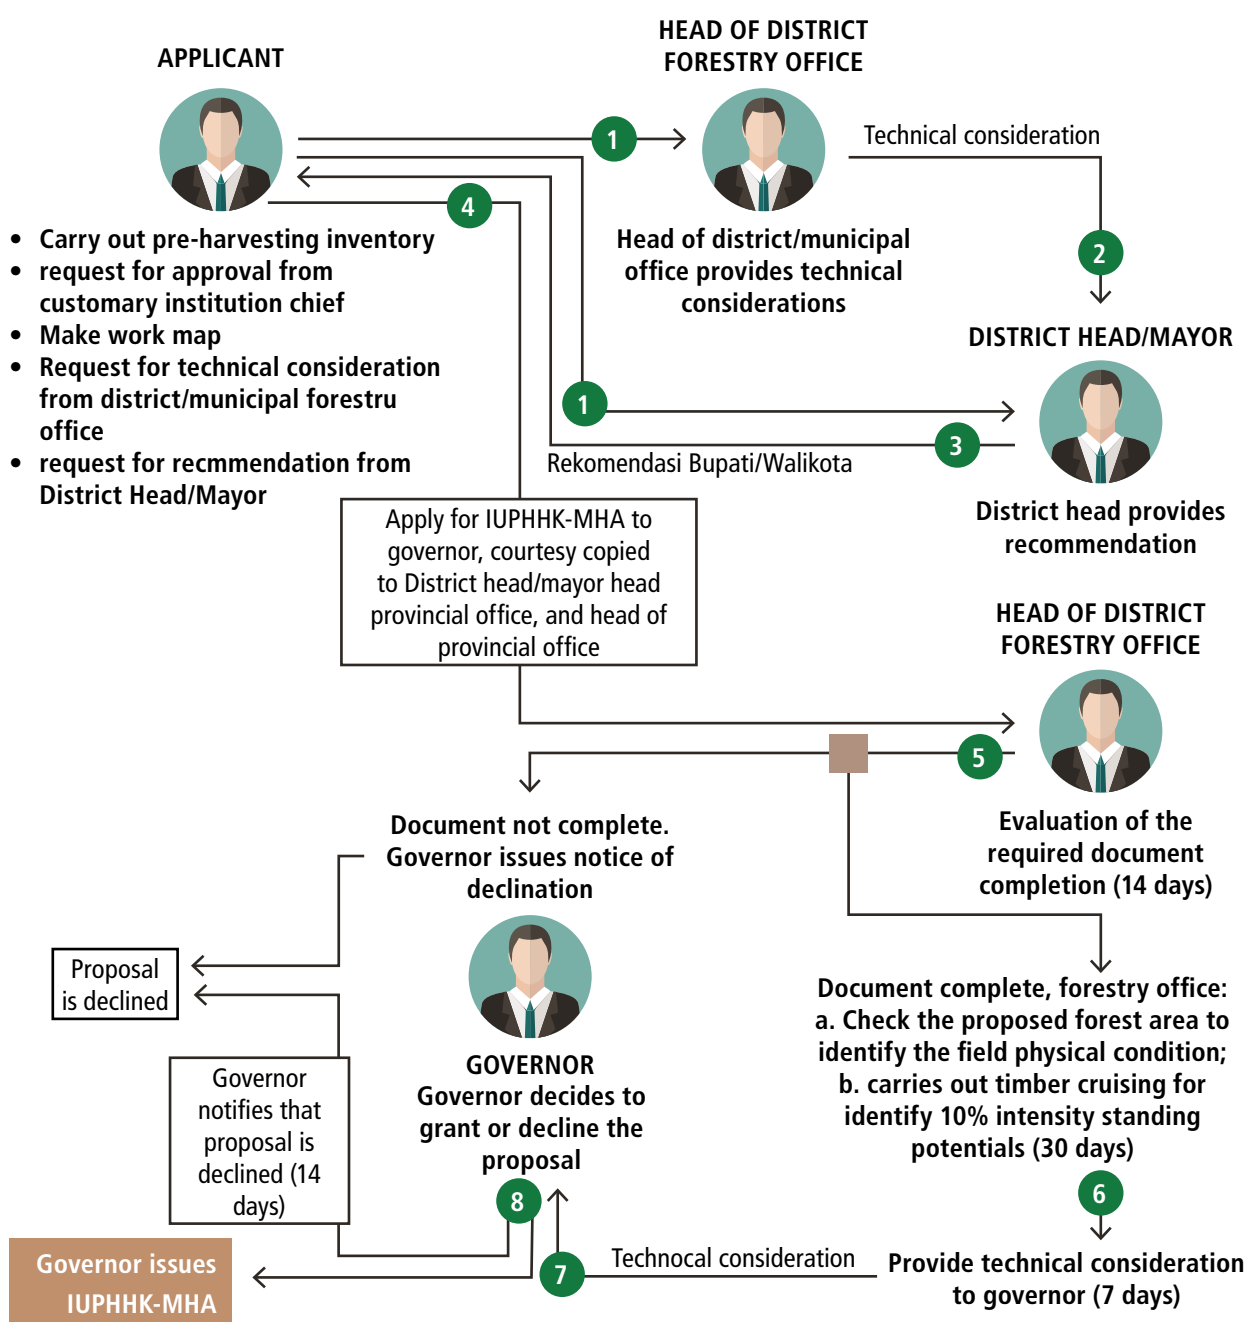 APPLICANT
HEAD OF DISTRICT
FORESTRY OFFICE
1
Technical consideration
4
• Carry out pre-harvesting inventory
• request for approval from
customary institution chief
• Make work map
• Request for technical consideration
from district/municipal forestru
office
• request for recmmendation from
District Head/Mayor
Head of district/municipal
office provides technical
considerations
2
DISTRICT HEAD/MAYOR
1
3
Rekomendasi Bupati/Walikota
District head provides
recommendation
Apply for IUPHHK-MHA to
governor, courtesy copied
to District head/mayor head
provincial office, and head of
provincial office
HEAD OF DISTRICT
FORESTRY OFFICE
5
Evaluation of the
required document
completion (14 days)
Document not complete.
Governor issues notice of
declination
Proposal
is declined
GOVERNOR
Governor decides to
grant or decline the
proposal
Document complete, forestry office:
a. Check the proposed forest area to
identify the field physical condition;
b. carries out timber cruising for
identify 10% intensity standing
potentials (30 days)
Governor
notifies that
proposal is
declined (14
days)
8
6
7
Technocal consideration
Provide technical consideration
to governor (7 days)
Governor issues
IUPHHK-MHA